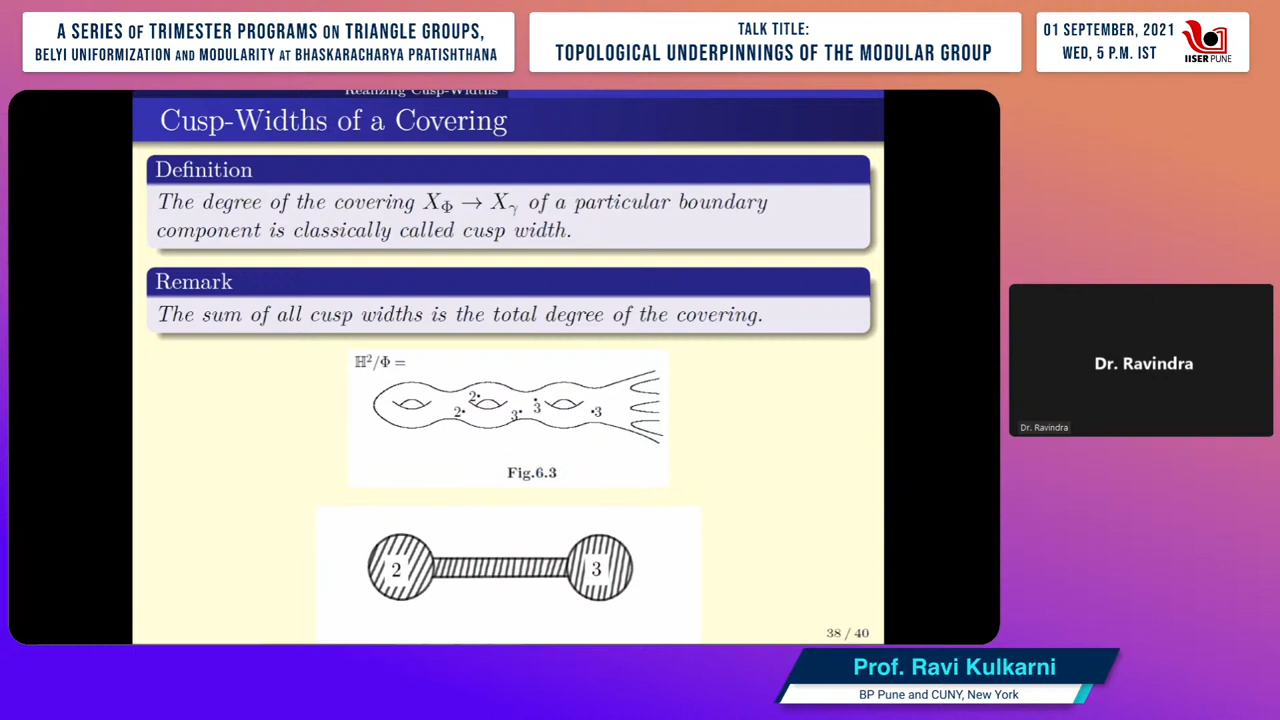 A SERIES OF TRIMESTER PROGRAMS ON TRIANGLE GROUPS,
BELYI UNIFORMIZATION AND MODULARITY AT BHASKARACHARYA PRATISHTHANA
TALK TITLE:
TOPOLOGICAL UNDERPINNINGS OF THE MODULAR GROUP
01 SEPTEMBER, 2021
WED, 5 P.M. IST
IISER PUNE
Realizing Cusp-Widths
Cusp-Widths of a Covering
Definition
The degree of the covering X_Φ → X_γ of a particular boundary
component is classically called cusp width.
Remark
The sum of all cusp widths is the total degree of the covering.
ℍ²/Φ =
2
2 3 3 3
Fig.6.3
2 3
38 / 40
Dr. Ravindra
Dr. Ravindra
Prof. Ravi Kulkarni
BP Pune and CUNY, New York